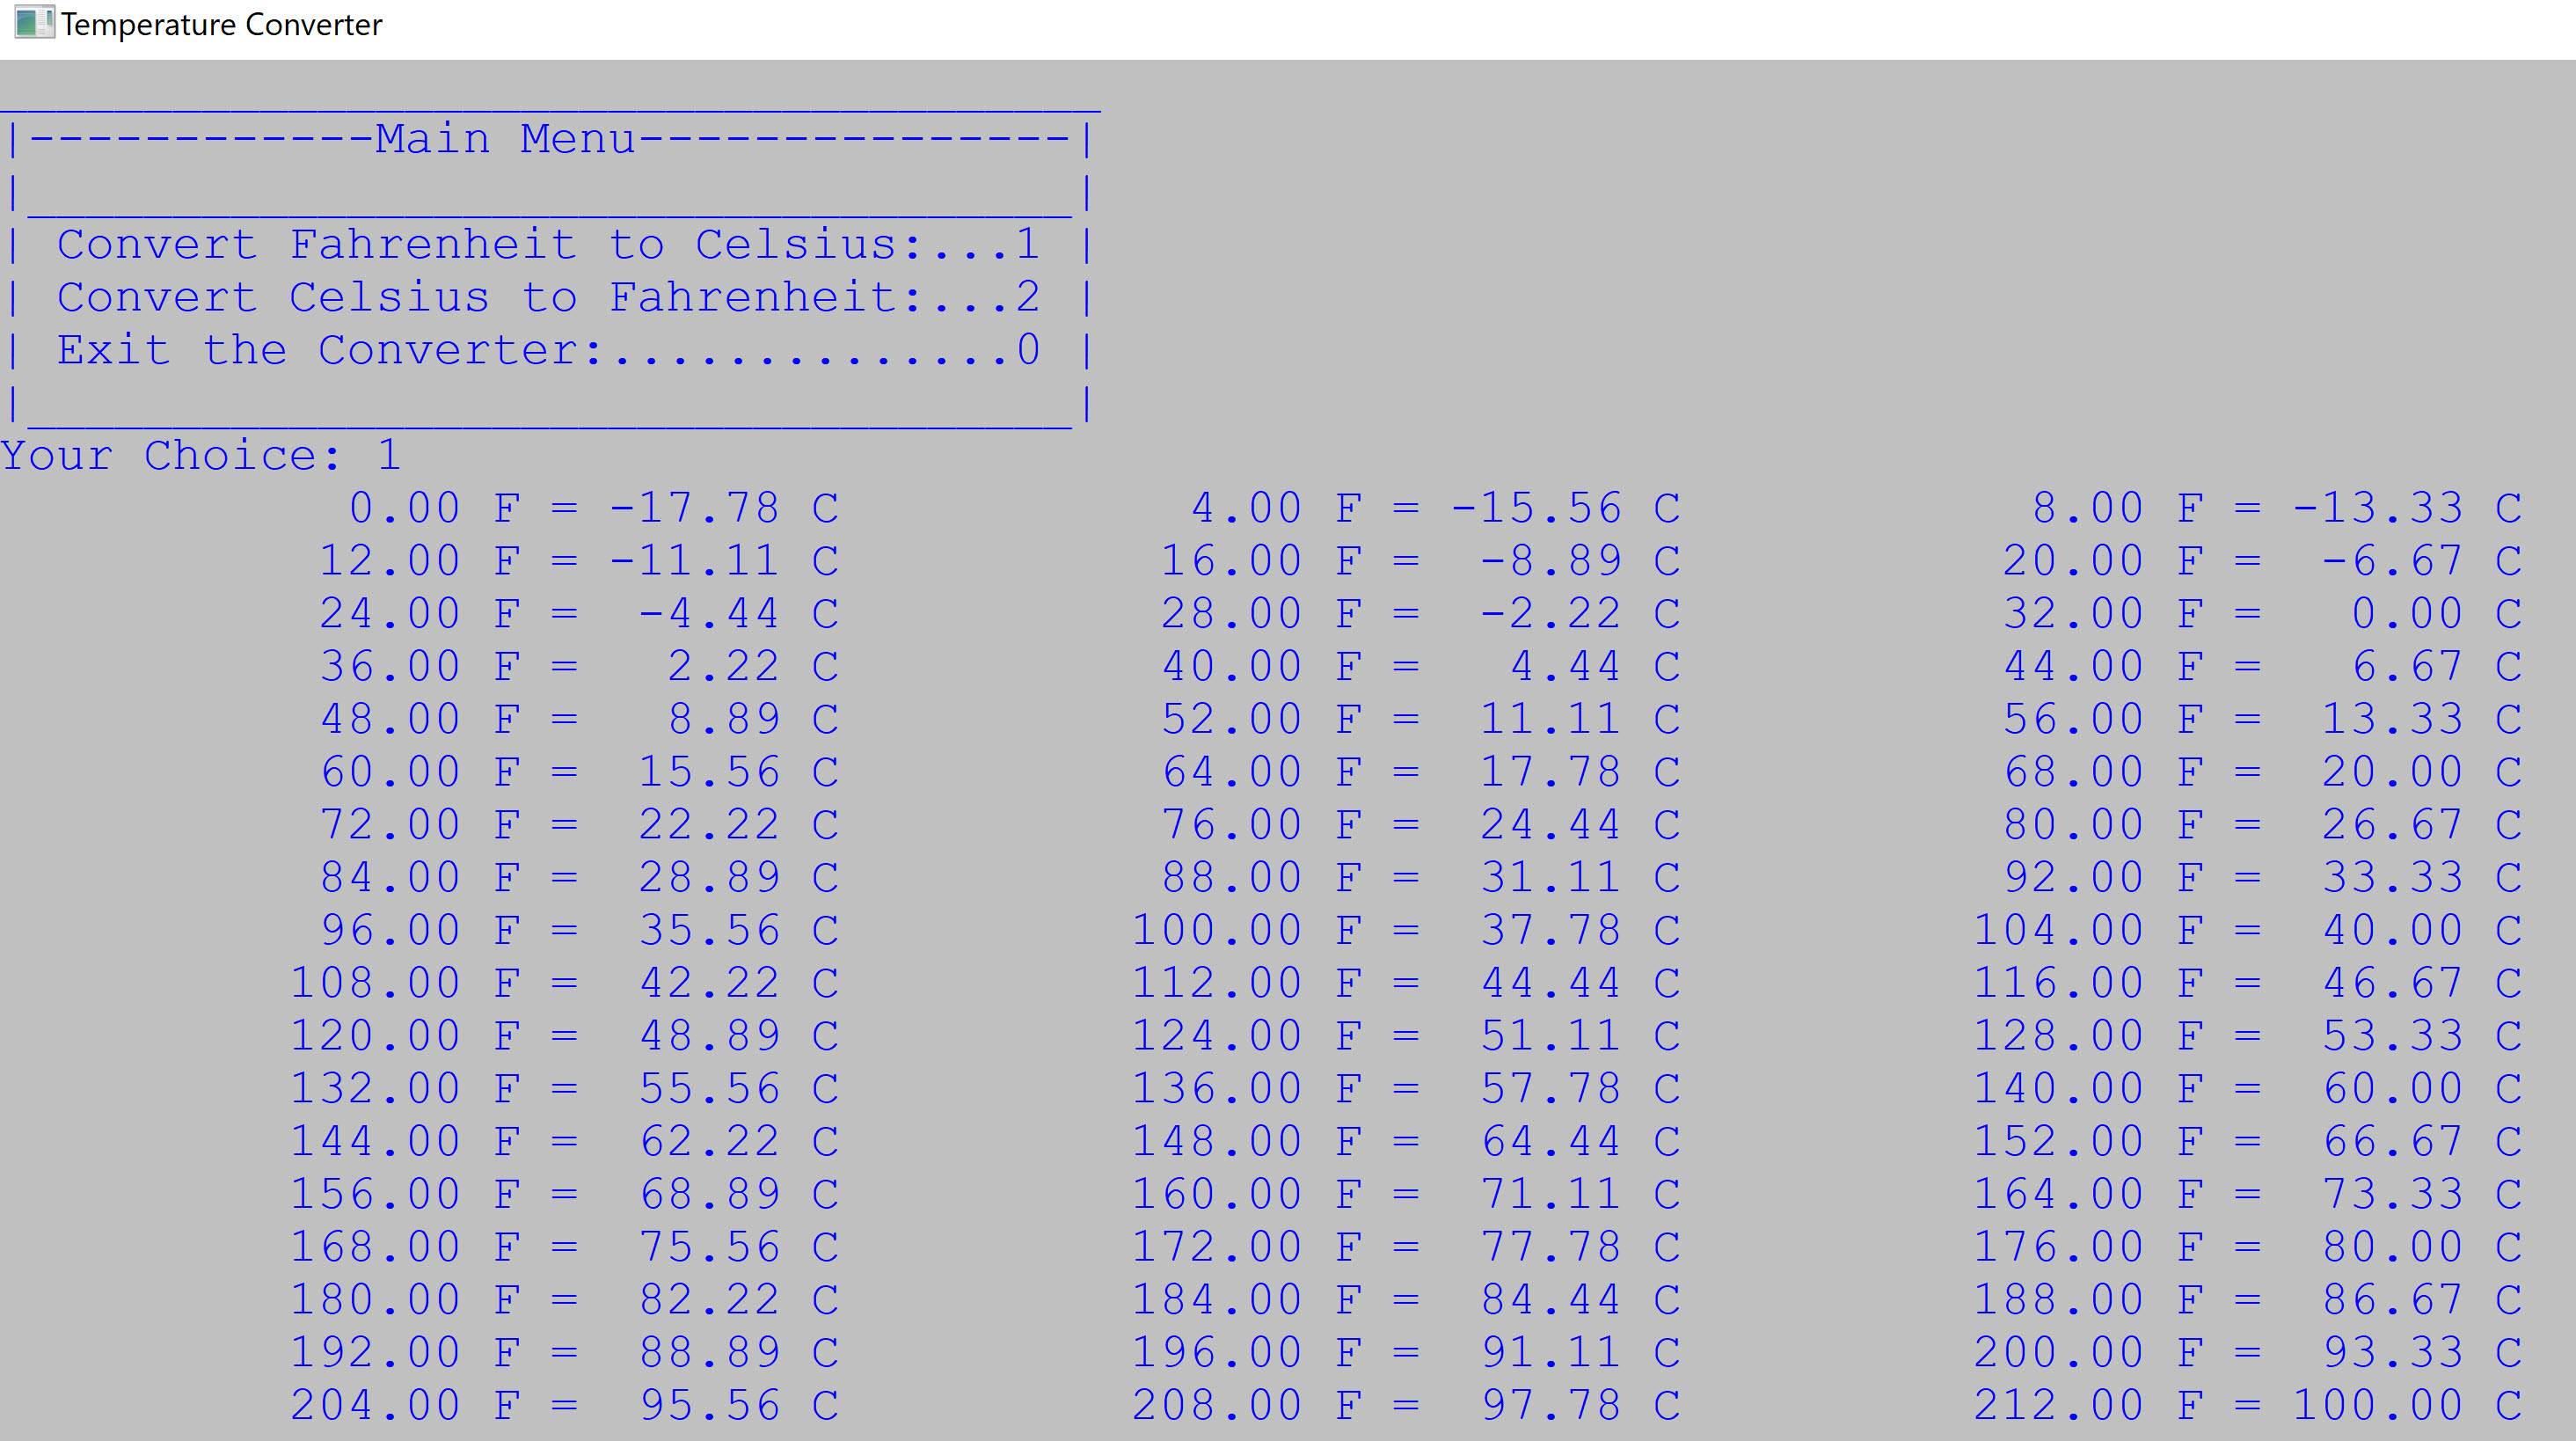 Temperature Converter
______________________________________
|------------Main Menu---------------|
|____________________________________|
| Convert Fahrenheit to Celsius:...1 |
| Convert Celsius to Fahrenheit:...2 |
| Exit the Converter:..............0 |
|____________________________________|
Your Choice: 1
0.00 F = -17.78 C 4.00 F = -15.56 C 8.00 F = -13.33 C
12.00 F = -11.11 C 16.00 F = -8.89 C 20.00 F = -6.67 C
24.00 F = -4.44 C 28.00 F = -2.22 C 32.00 F = 0.00 C
36.00 F = 2.22 C 40.00 F = 4.44 C 44.00 F = 6.67 C
48.00 F = 8.89 C 52.00 F = 11.11 C 56.00 F = 13.33 C
60.00 F = 15.56 C 64.00 F = 17.78 C 68.00 F = 20.00 C
72.00 F = 22.22 C 76.00 F = 24.44 C 80.00 F = 26.67 C
84.00 F = 28.89 C 88.00 F = 31.11 C 92.00 F = 33.33 C
96.00 F = 35.56 C 100.00 F = 37.78 C 104.00 F = 40.00 C
108.00 F = 42.22 C 112.00 F = 44.44 C 116.00 F = 46.67 C
120.00 F = 48.89 C 124.00 F = 51.11 C 128.00 F = 53.33 C
132.00 F = 55.56 C 136.00 F = 57.78 C 140.00 F = 60.00 C
144.00 F = 62.22 C 148.00 F = 64.44 C 152.00 F = 66.67 C
156.00 F = 68.89 C 160.00 F = 71.11 C 164.00 F = 73.33 C
168.00 F = 75.56 C 172.00 F = 77.78 C 176.00 F = 80.00 C
180.00 F = 82.22 C 184.00 F = 84.44 C 188.00 F = 86.67 C
192.00 F = 88.89 C 196.00 F = 91.11 C 200.00 F = 93.33 C
204.00 F = 95.56 C 208.00 F = 97.78 C 212.00 F = 100.00 C